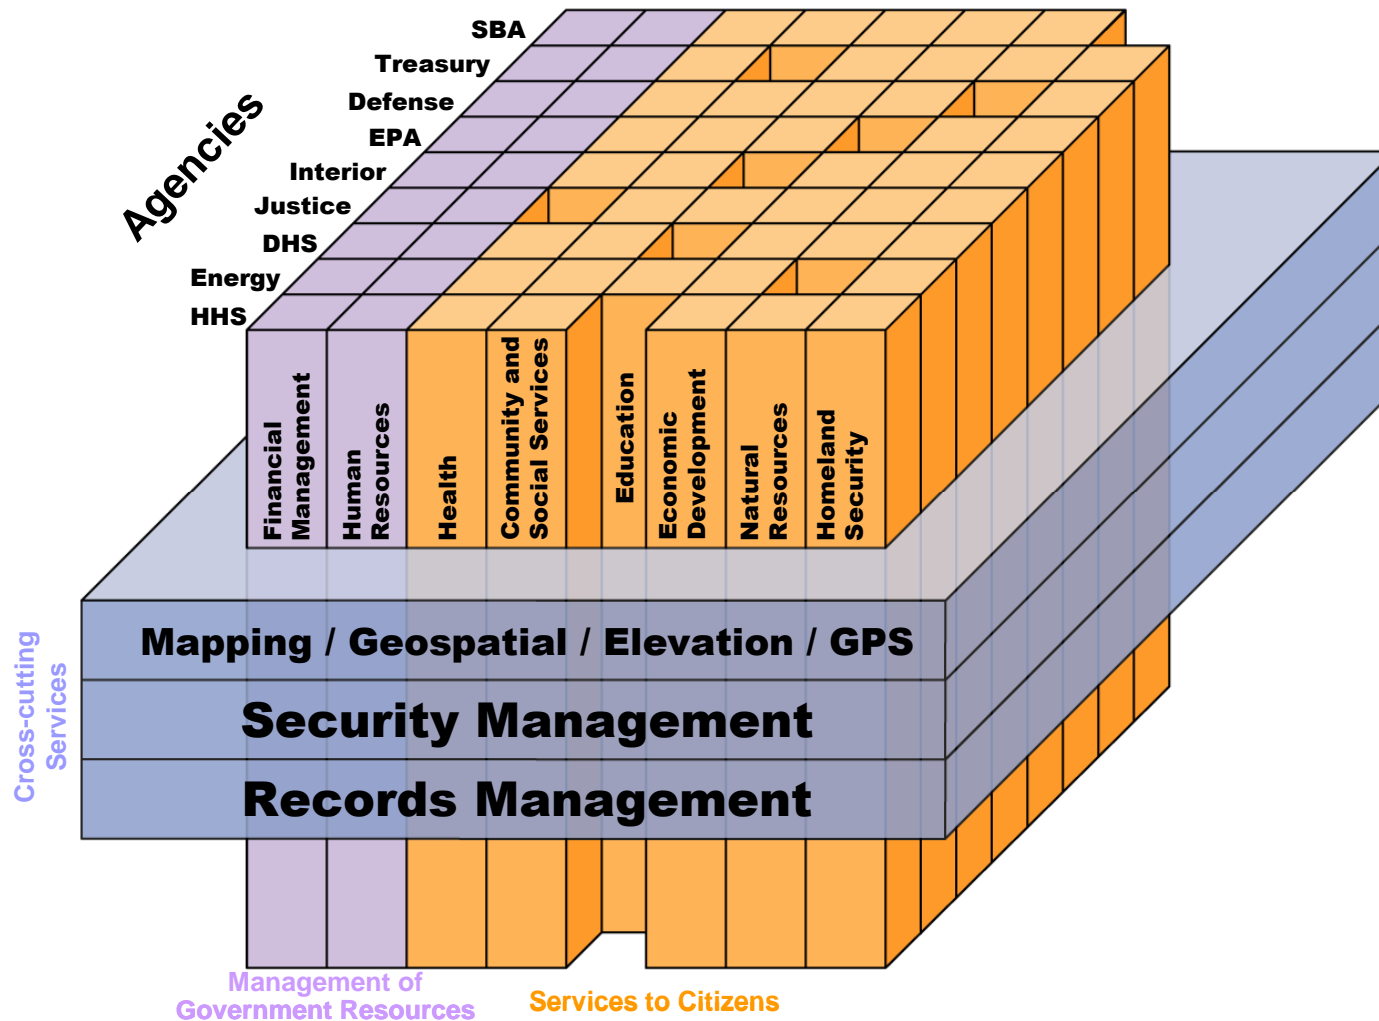 SBA
Treasury
Defense
EPA
Interior
Justice
DHS
Energy
HHS
Agencies
Financial
Management
Human
Resources
Health
Community and
Social Services
Education
Economic
Development
Natural
Resources
Homeland
Security
Mapping / Geospatial / Elevation / GPS
Security Management
Records Management
Cross-cutting
Services
Management of
Government Resources
Services to Citizens